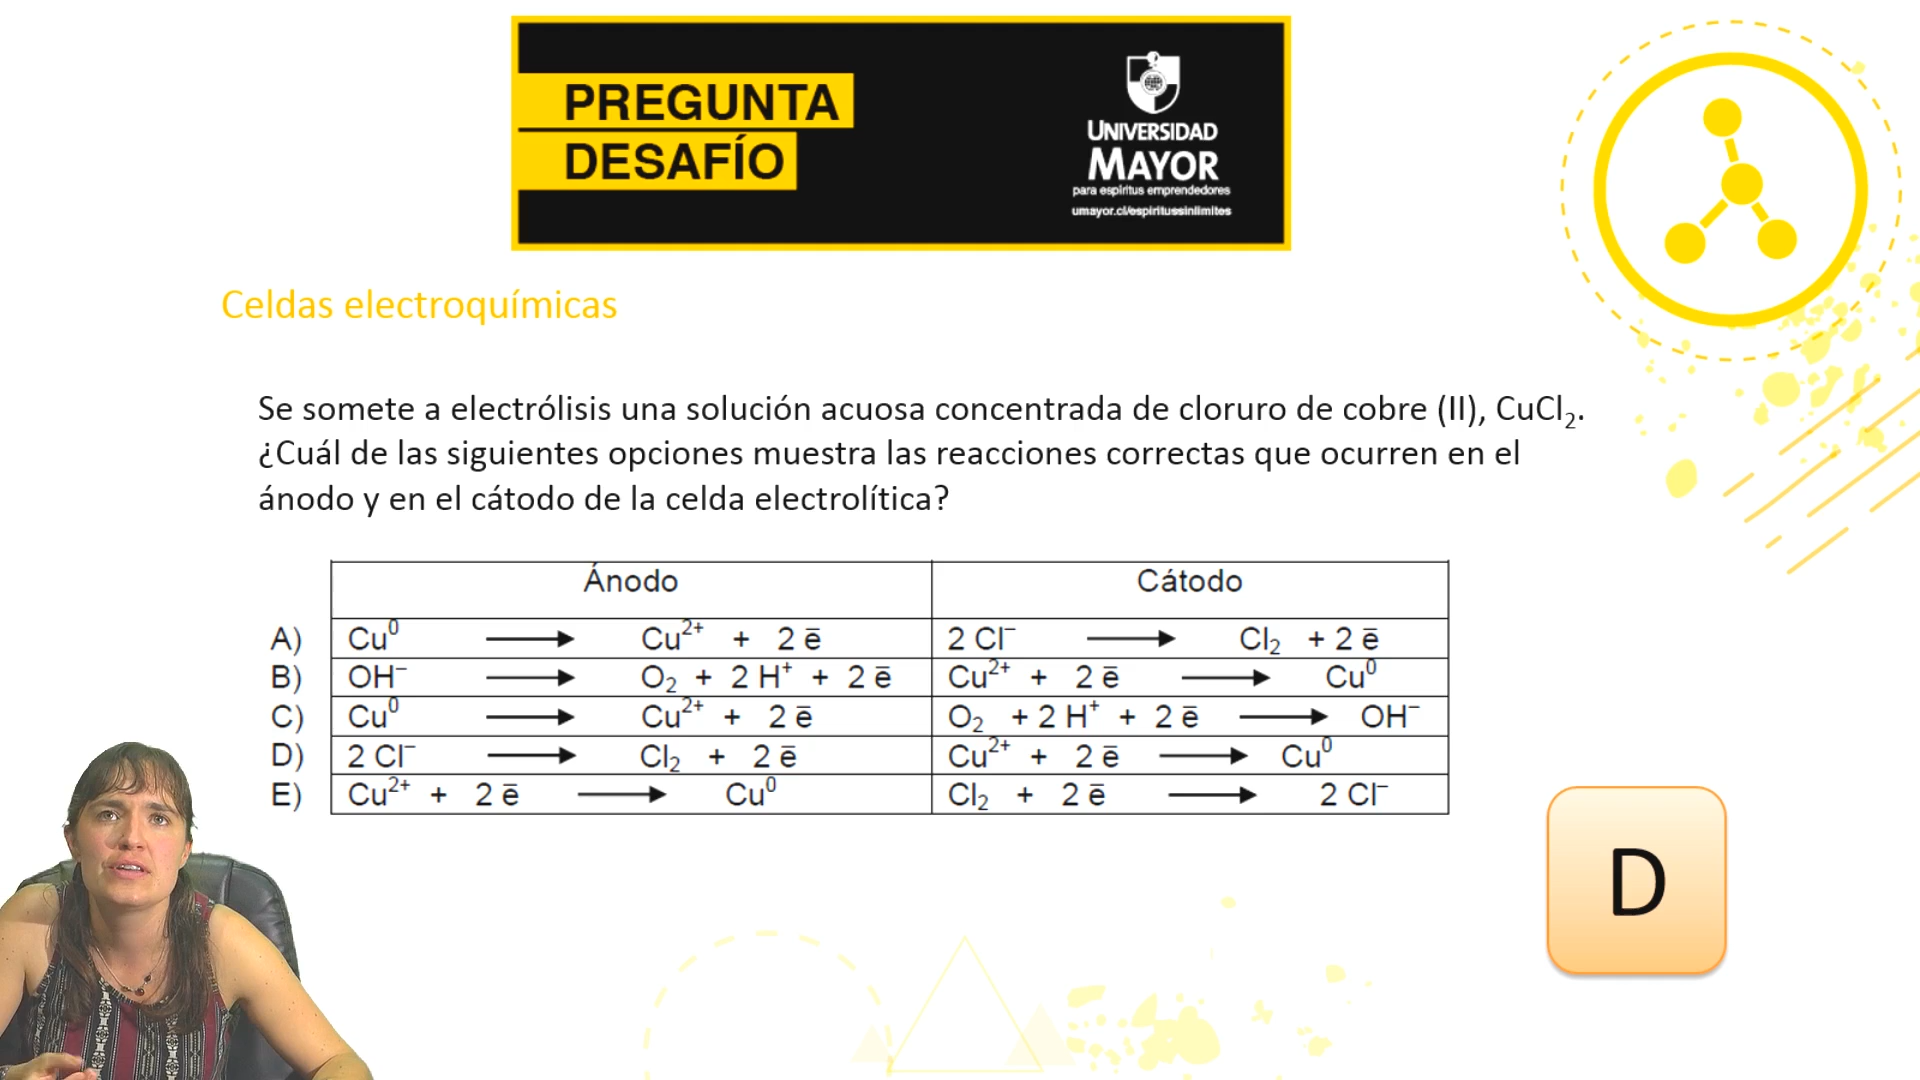 PREGUNTA
DESAFÍO
UNIVERSIDAD
MAYOR
para espíritus emprendedores
umayor.cl/espiritussinlimites
Celdas electroquímicas
Se somete a electrólisis una solución acuosa concentrada de cloruro de cobre (II), CuCl₂.
¿Cuál de las siguientes opciones muestra las reacciones correctas que ocurren en el
ánodo y en el cátodo de la celda electrolítica?
Ánodo Cátodo
A) Cu⁰ ⟶ Cu²⁺ + 2 ē 2 Cl⁻ ⟶ Cl₂ + 2 ē
B) OH⁻ ⟶ O₂ + 2 H⁺ + 2 ē Cu²⁺ + 2 ē ⟶ Cu⁰
C) Cu⁰ ⟶ Cu²⁺ + 2 ē O₂ + 2 H⁺ + 2 ē ⟶ OH⁻
D) 2 Cl⁻ ⟶ Cl₂ + 2 ē Cu²⁺ + 2 ē ⟶ Cu⁰
E) Cu²⁺ + 2 ē ⟶ Cu⁰ Cl₂ + 2 ē ⟶ 2 Cl⁻
D